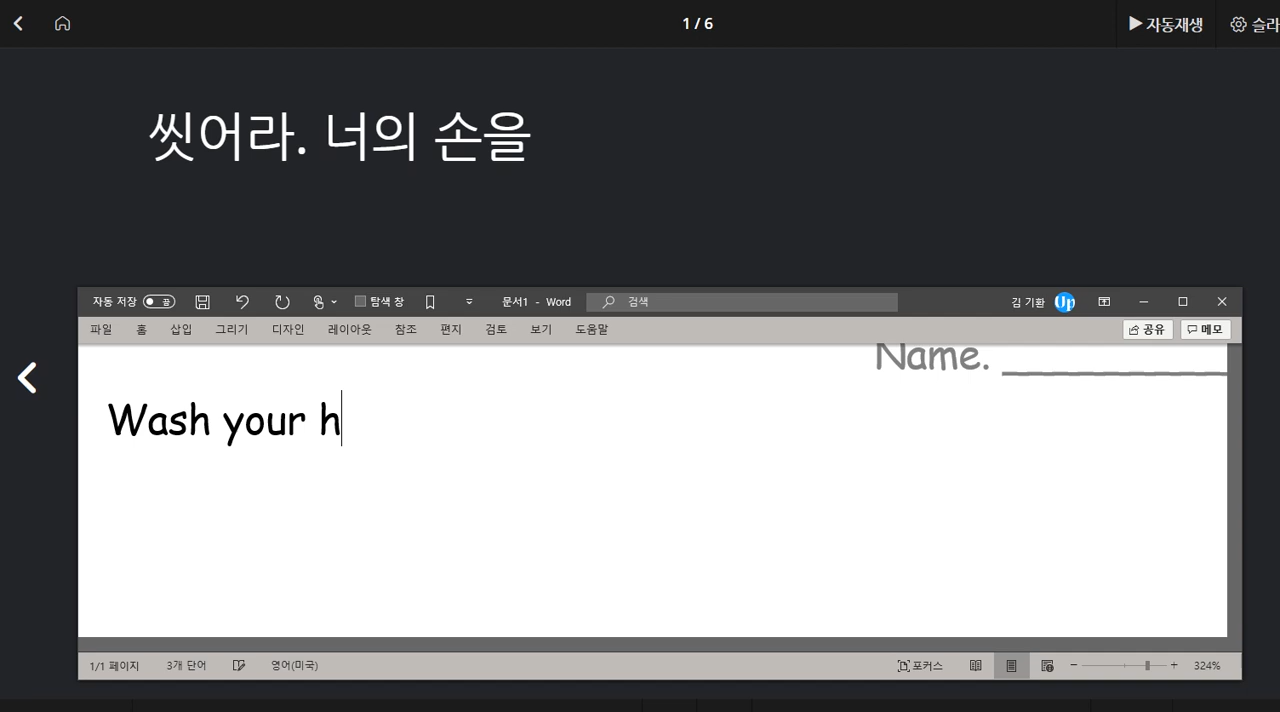 1 / 6
자동재생
슬라
씻어라. 너의 손을
자동 저장 끔 탐색 창 문서1 - Word 검색 김 기환 Up
파일 홈 삽입 그리기 디자인 레이아웃 참조 편지 검토 보기 도움말 공유 메모
Name. ____________
Wash your h
1/1 페이지 3개 단어 영어(미국) 포커스 324%